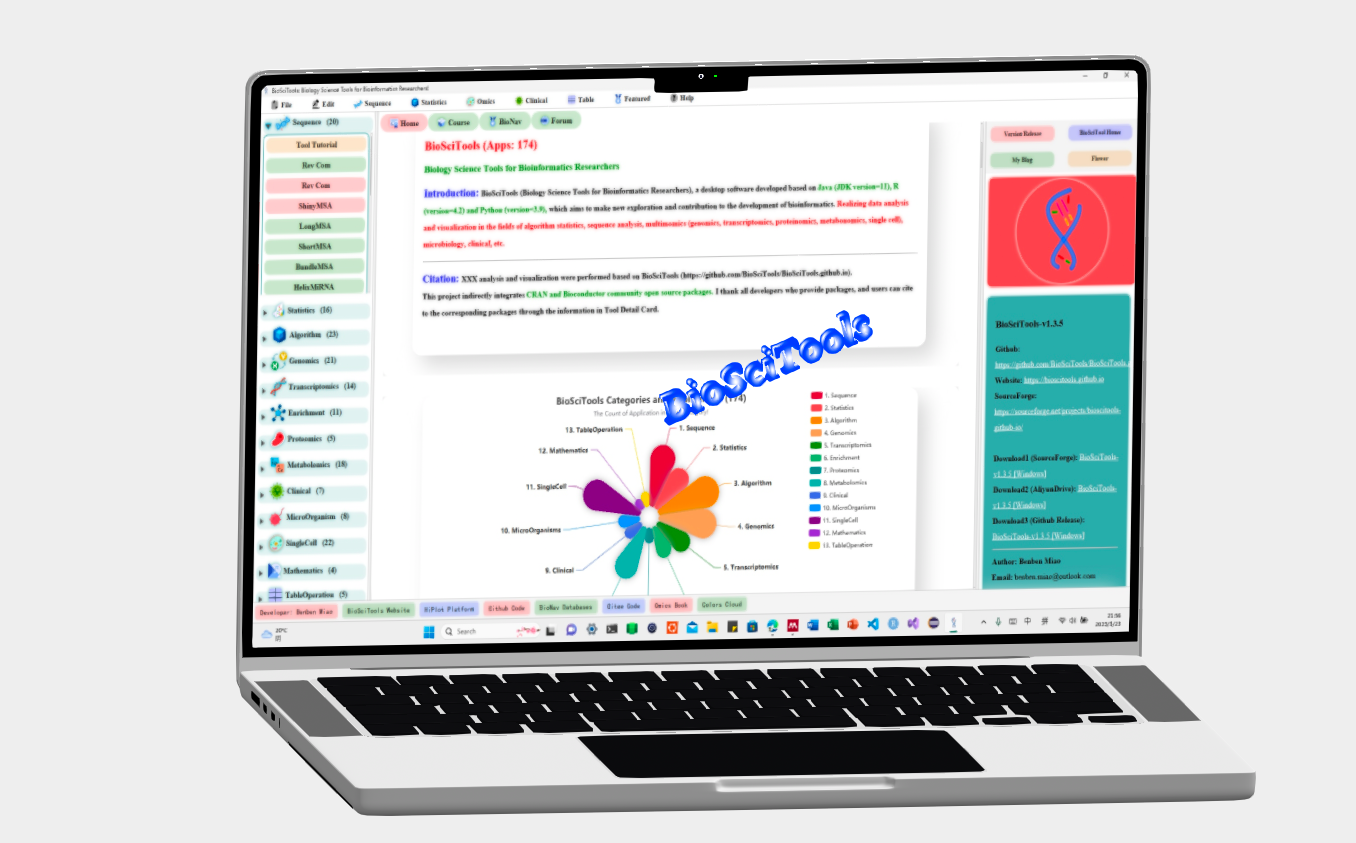 BioSciTools Biology Science Tools for Bioinformatics Researchers!
File Edit Sequence Statistics Omics Clinical Table Featured Help
Sequence (20)
Tool Tutorial
Rev Com
Rev Com
ShinyMSA
LongMSA
ShortMSA
BundleMSA
HelixMiRNA
Statistics (16)
Algorithm (23)
Genomics (21)
Transcriptomics (14)
Enrichment (11)
Proteomics (5)
Metabolomics (18)
Clinical (7)
MicroOrganism (8)
SingleCell (22)
Mathematics (4)
TableOperation (5)
Home Course BioNav Forum
BioSciTools (Apps: 174)
Biology Science Tools for Bioinformatics Researchers
Introduction: BioSciTools (Biology Science Tools for Bioinformatics Researchers), a desktop software developed based on Java (JDK version=11), R
(version=4.2) and Python (version=3.9), which aims to make new exploration and contribution to the development of bioinformatics. Realizing data analysis
and visualization in the fields of algorithm statistics, sequence analysis, multiomics (genomics, transcriptomics, proteinomics, metabonomics, single cell),
microbiology, clinical, etc.
Citation: XXX analysis and visualization were performed based on BioSciTools (https://github.com/BioSciTools/BioSciTools.github.io).
This project indirectly integrates CRAN and Bioconductor community open source packages. I thank all developers who provide packages, and users can cite
to the corresponding packages through the information in Tool Detail Card.
BioSciTools
BioSciTools Categories an (174)
The Count of Application
1. Sequence
2. Statistics
3. Algorithm
4. Genomics
5. Transcriptomics
9. Clinical
10. MicroOrganisms
11. SingleCell
12. Mathematics
13. TableOperation
1. Sequence
2. Statistics
3. Algorithm
4. Genomics
5. Transcriptomics
6. Enrichment
7. Proteomics
8. Metabolomics
9. Clinical
10. MicroOrganisms
11. SingleCell
12. Mathematics
13. TableOperation
Version Release BioSciTool Home
My Blog Flower
BioSciTools-v1.3.5
Github:
https://github.com/BioSciTools/BioSciTools.
Website: https://bioscitools.github.io
SourceForge:
https://sourceforge.net/projects/bioscitools-
github-io/
Download1 (SourceForge): BioSciTools-
v1.3.5 [Windows]
Download2 (AliyunDrive): BioSciTools-
v1.3.5 [Windows]
Download3 (Github Release):
BioSciTools-v1.3.5 [Windows]
Author: Benben Miao
Email: benben.miao@outlook.com
Developer: Benben Miao BioSciTools Website HiPlot Platform Github Code BioNav Databases Gitee Code Omics Book Colors Cloud
20°C
阴
Search
中 拼
21:56
2023/3/23